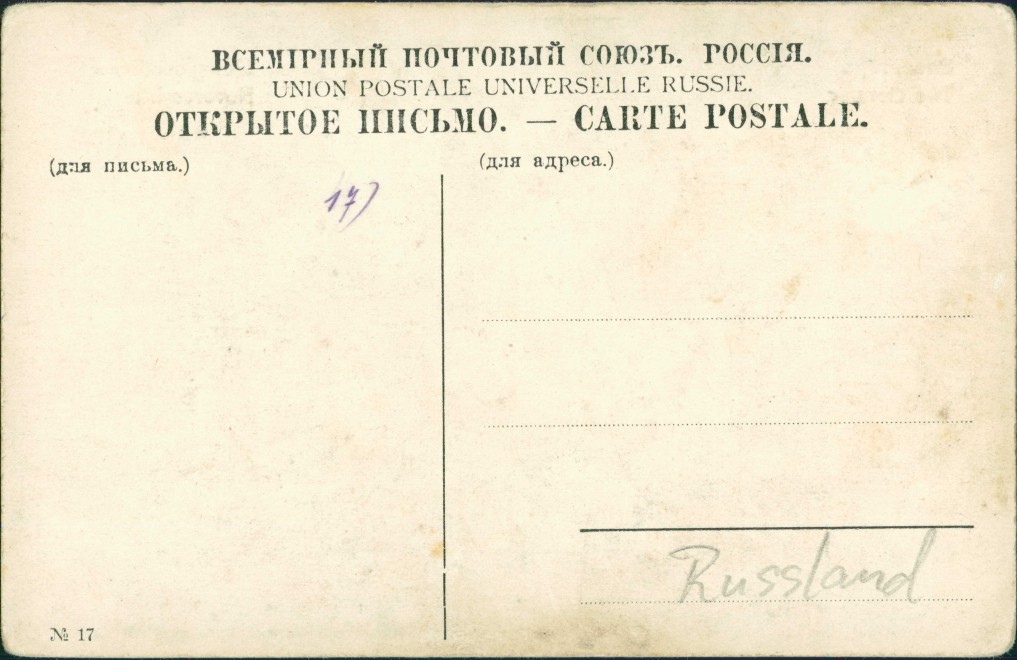 ВСЕМІРНЫЙ ПОЧТОВЫЙ СОЮЗЪ. РОССІЯ.
UNION POSTALE UNIVERSELLE RUSSIE.
ОТКРЫТОЕ ПИСЬМО. — CARTE POSTALE.
(для письма.)
(для адреса.)
17)
Russland
№ 17